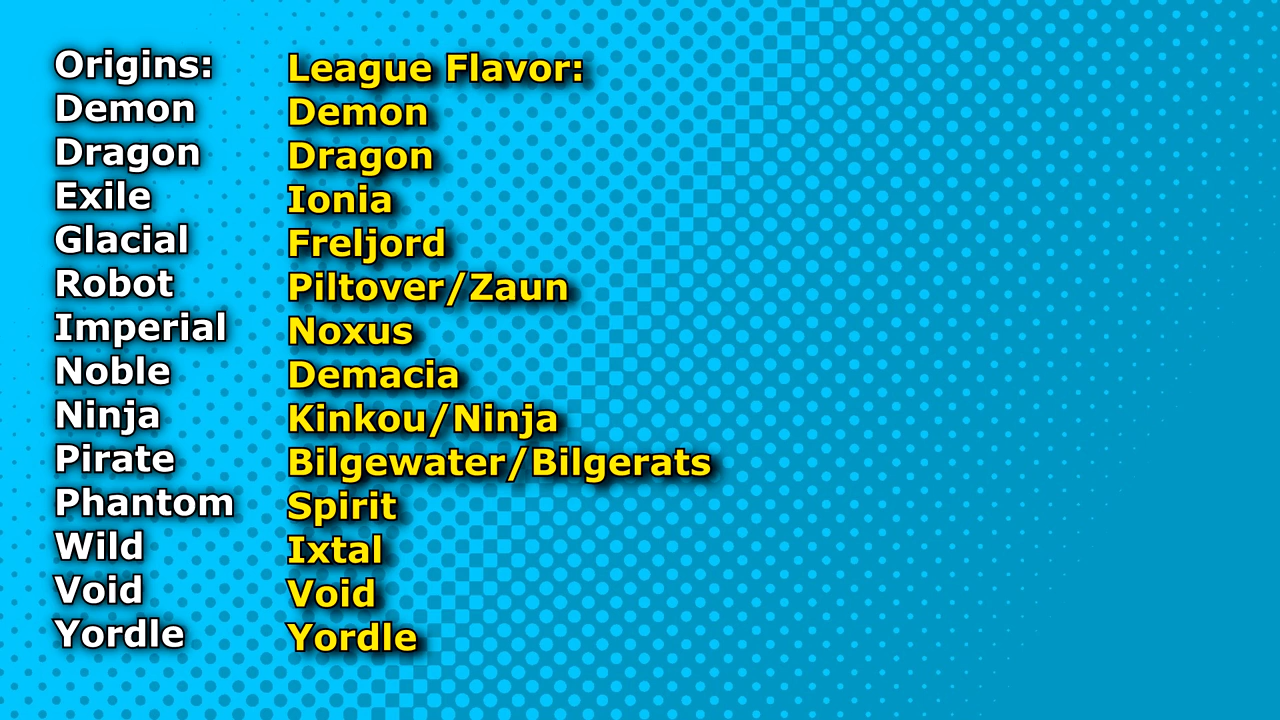 Origins:
Demon
Dragon
Exile
Glacial
Robot
Imperial
Noble
Ninja
Pirate
Phantom
Wild
Void
Yordle
League Flavor:
Demon
Dragon
Ionia
Freljord
Piltover/Zaun
Noxus
Demacia
Kinkou/Ninja
Bilgewater/Bilgerats
Spirit
Ixtal
Void
Yordle